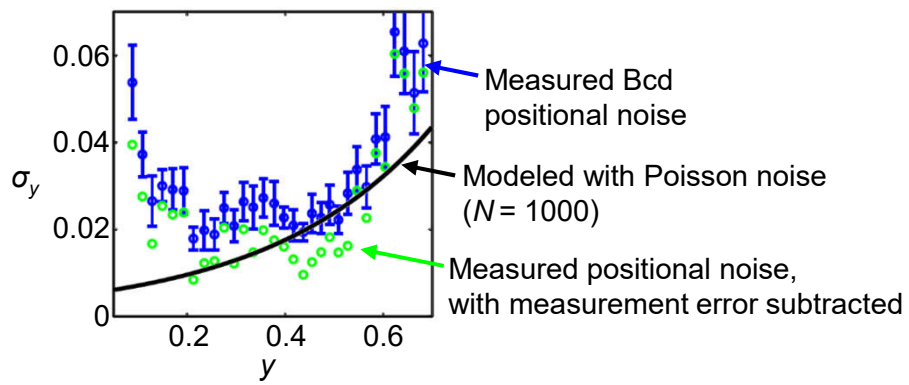 0.06
0.04
0.02
0
σy
0.2
0.4
0.6
y
Measured Bcd
positional noise
Modeled with Poisson noise
(N = 1000)
Measured positional noise,
with measurement error subtracted